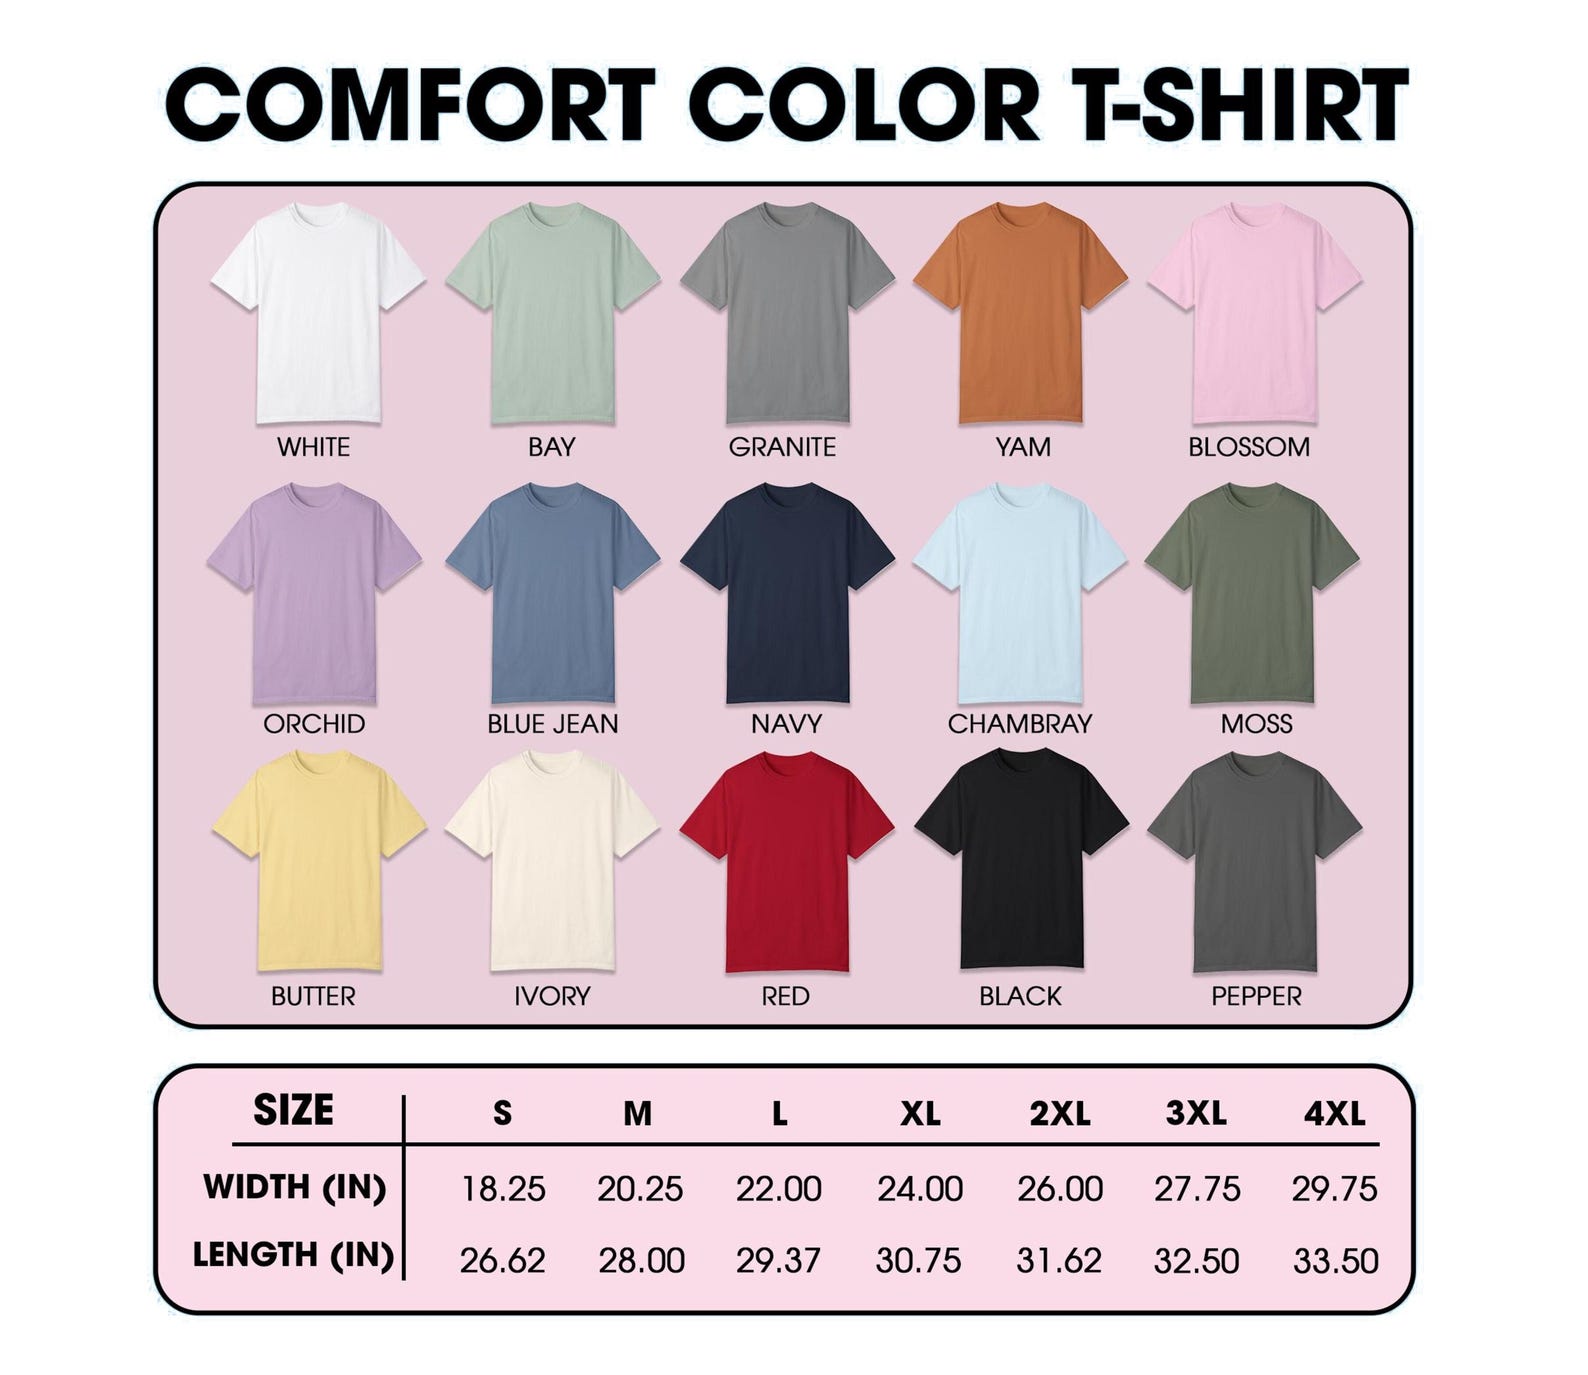 COMFORT COLOR T-SHIRT
WHITE BAY GRANITE YAM BLOSSOM
ORCHID BLUE JEAN NAVY CHAMBRAY MOSS
BUTTER IVORY RED BLACK PEPPER
SIZE S M L XL 2XL 3XL 4XL
WIDTH (IN) 18.25 20.25 22.00 24.00 26.00 27.75 29.75
LENGTH (IN) 26.62 28.00 29.37 30.75 31.62 32.50 33.50